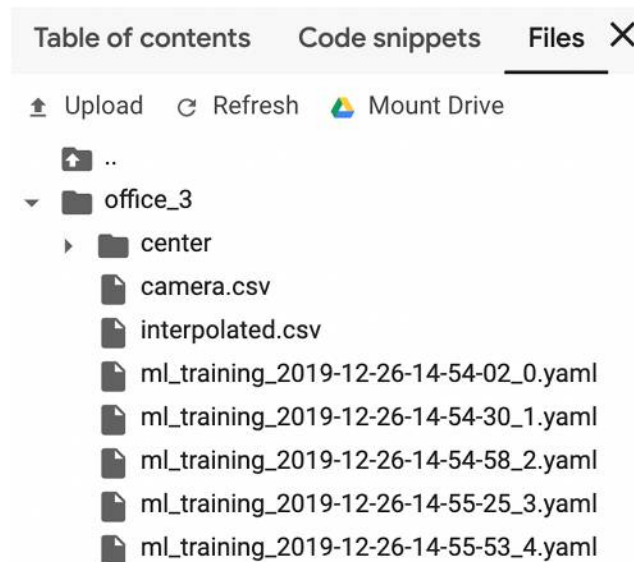 Table of contents Code snippets Files
Upload Refresh Mount Drive
..
office_3
center
camera.csv
interpolated.csv
ml_training_2019-12-26-14-54-02_0.yaml
ml_training_2019-12-26-14-54-30_1.yaml
ml_training_2019-12-26-14-54-58_2.yaml
ml_training_2019-12-26-14-55-25_3.yaml
ml_training_2019-12-26-14-55-53_4.yaml